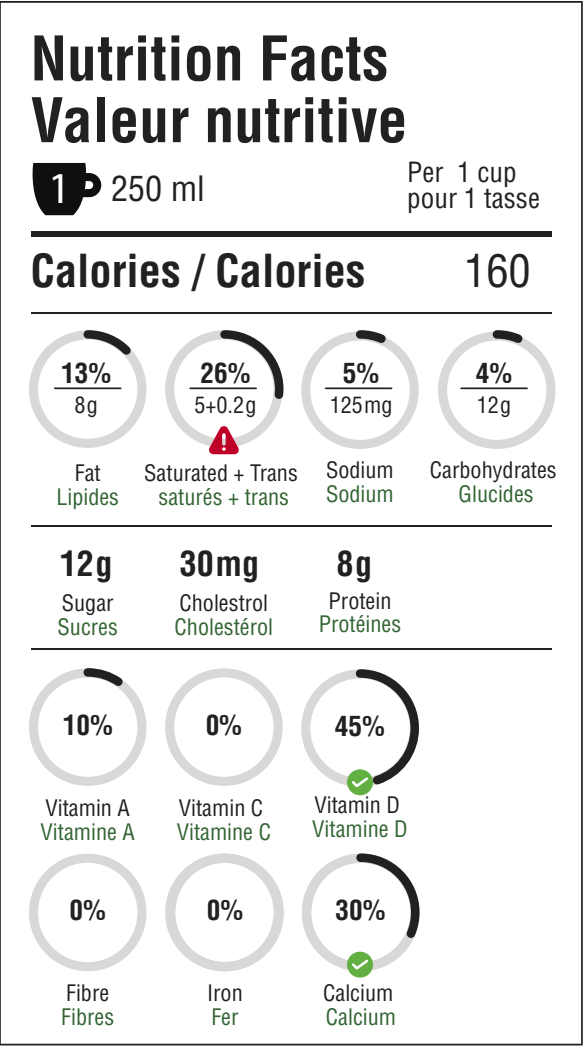 Nutrition Facts
Valeur nutritive
1 250 ml
Per 1 cup
pour 1 tasse
Calories / Calories 160
13% 26% 5% 4%
8g 5+0.2g 125mg 12g
Fat Saturated + Trans Sodium Carbohydrates
Lipides saturés + trans Sodium Glucides
12g 30mg 8g
Sugar Cholestrol Protein
Sucres Cholestérol Protéines
10% 0% 45%
Vitamin A Vitamin C Vitamin D
Vitamine A Vitamine C Vitamine D
0% 0% 30%
Fibre Iron Calcium
Fibres Fer Calcium